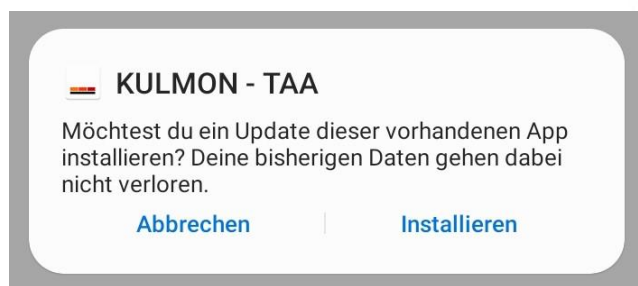 KULMON - TAA
Möchtest du ein Update dieser vorhandenen App
installieren? Deine bisherigen Daten gehen dabei
nicht verloren.
Abbrechen
Installieren